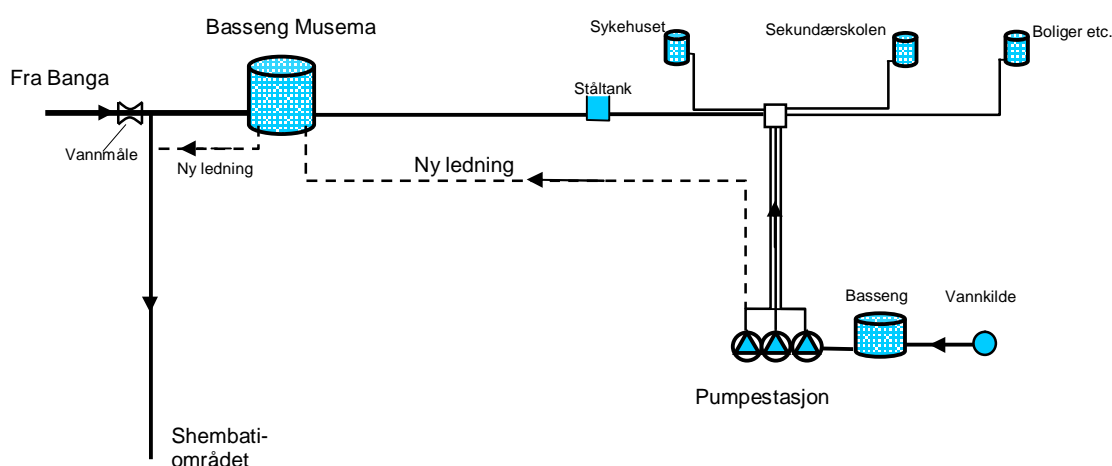 Sykehuset
Sekundærskolen
Boliger etc.
Basseng Musema
Fra Banga
Ståltank
Vannmåle
Ny ledning
Ny ledning
Basseng
Vannkilde
Pumpestasjon
Shembati-
området